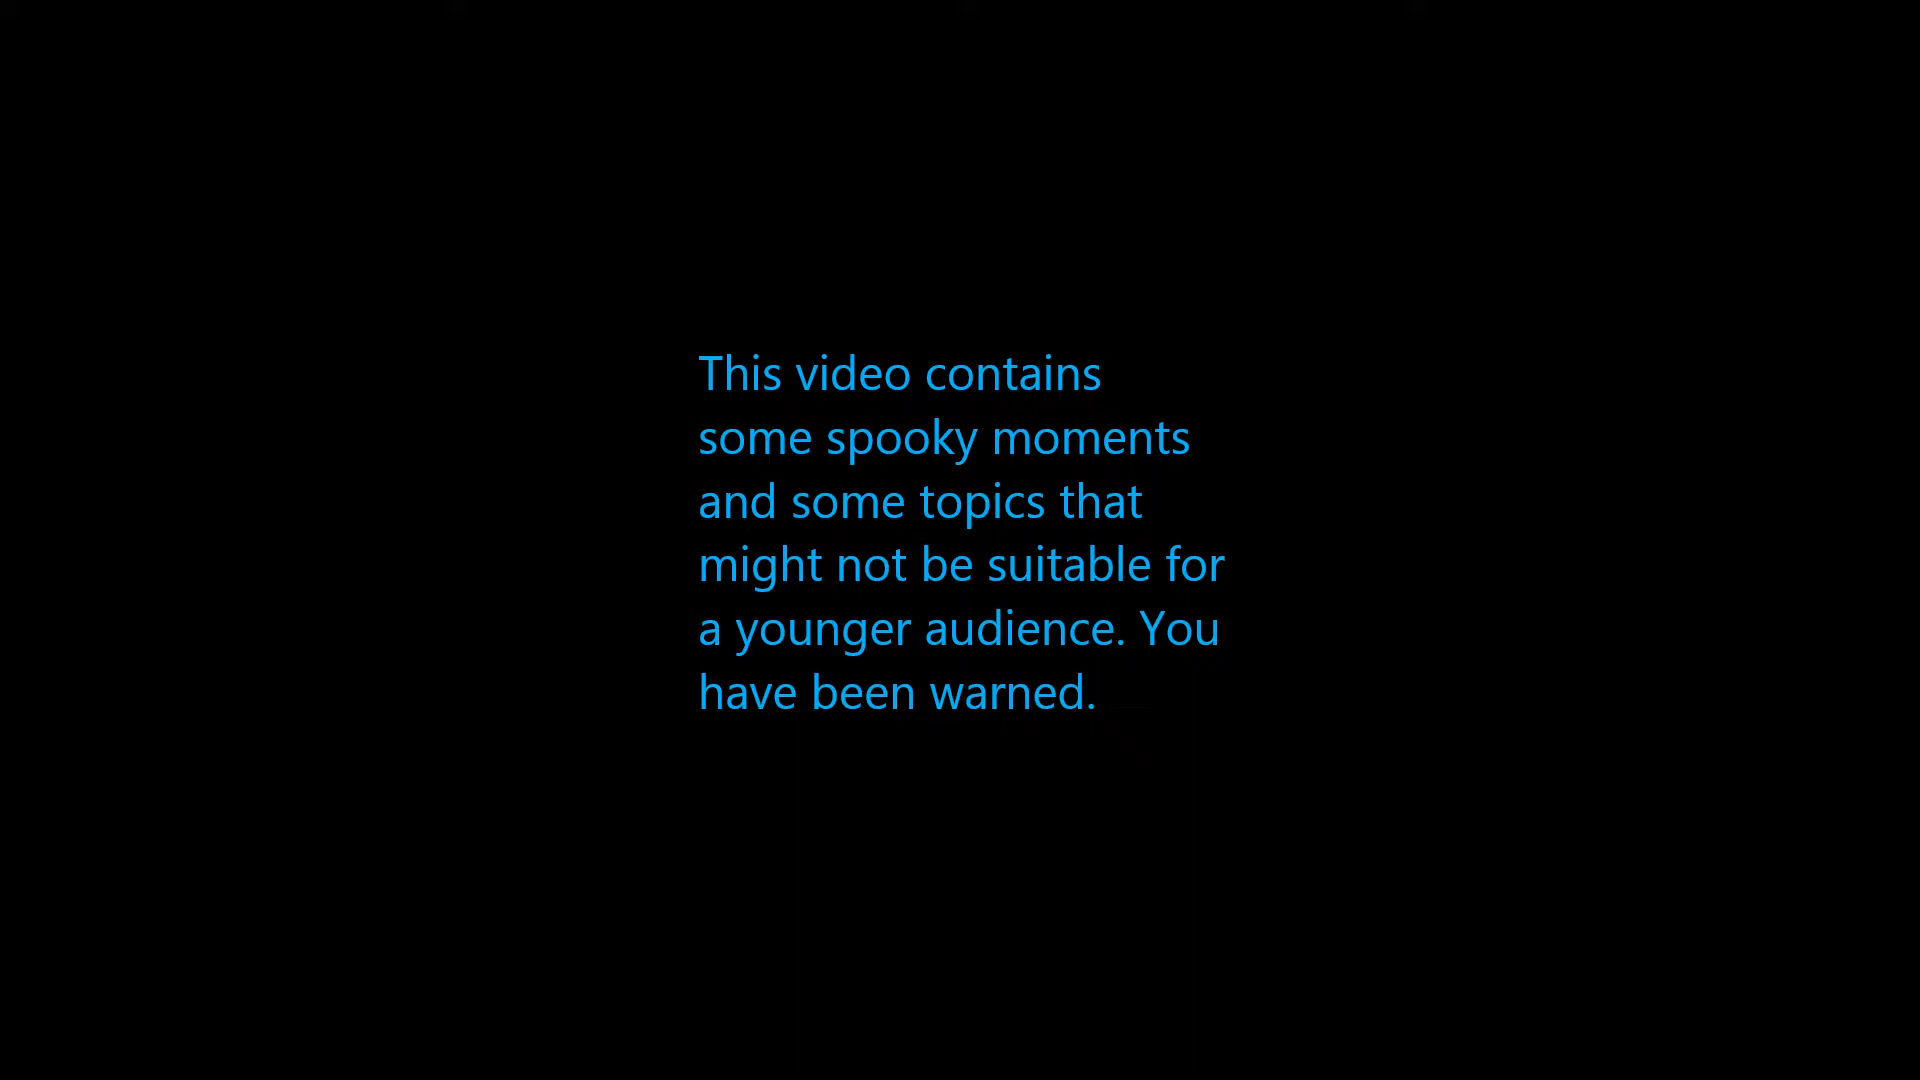 This video contains
some spooky moments
and some topics that
might not be suitable for
a younger audience. You
have been warned.